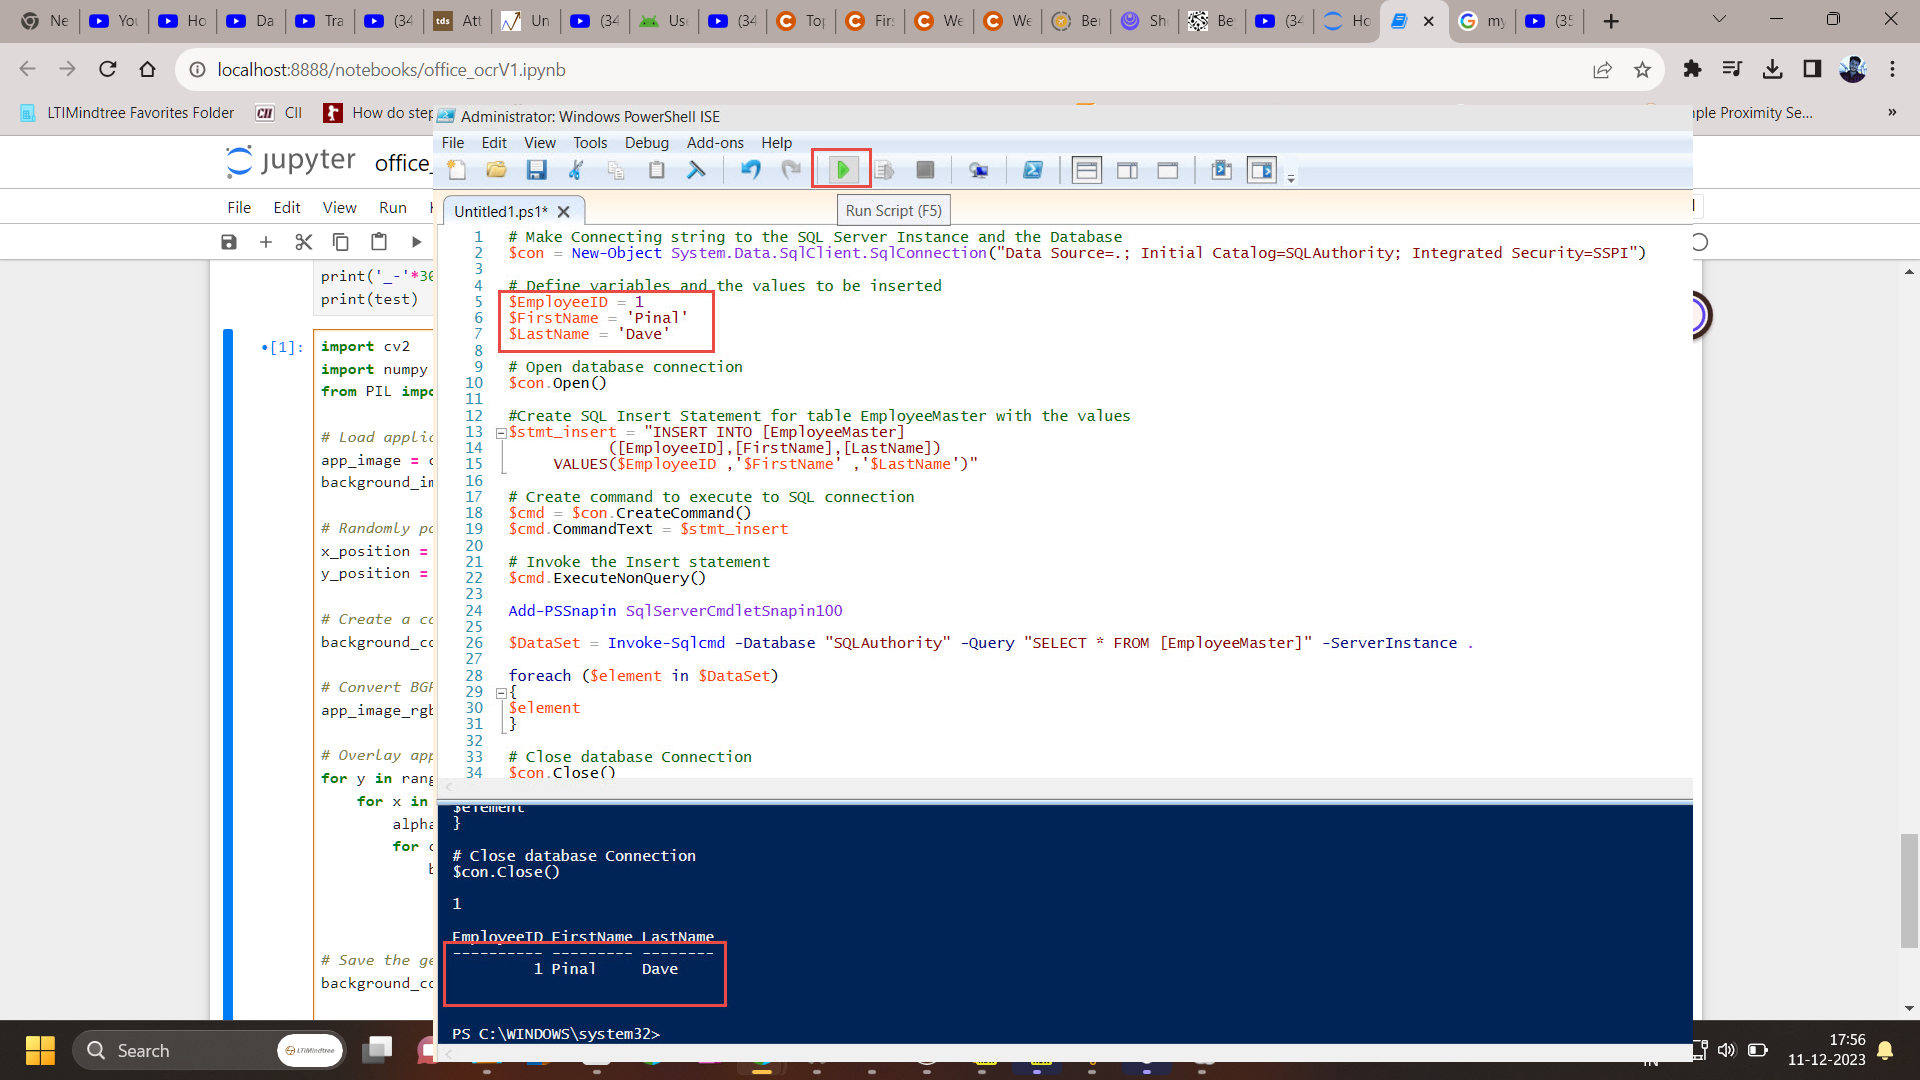 Ne
You
Ho
Da
Tra
(34
tds
Att
Un
(34
Use
(34
Top
Firs
We
We
Ber
She
Be
(34
Ho
my
(35
localhost:8888/notebooks/office_ocrV1.ipynb
LTIMindtree Favorites Folder
CII
How do step
ple Proximity Se...
»
jupyter office_
File Edit View Run
print('_-'*30
print(test)
[1]:
import cv2
import numpy
from PIL impo
# Load applic
app_image = c
background_im
# Randomly po
x_position =
y_position =
# Create a co
background_co
# Convert BGR
app_image_rgb
# Overlay app
for y in rang
for x in
alpha
for c
b
# Save the ge
background_co
Administrator: Windows PowerShell ISE
File Edit View Tools Debug Add-ons Help
Untitled1.ps1*
Run Script (F5)
1 # Make Connecting string to the SQL Server Instance and the Database
2 $con = New-Object System.Data.SqlClient.SqlConnection("Data Source=.; Initial Catalog=SQLAuthority; Integrated Security=SSPI")
3
4 # Define variables and the values to be inserted
5 $EmployeeID = 1
6 $FirstName = 'Pinal'
7 $LastName = 'Dave'
8
9 # Open database connection
10 $con.Open()
11
12 #Create SQL Insert Statement for table EmployeeMaster with the values
13 $stmt_insert = "INSERT INTO [EmployeeMaster]
14 ([EmployeeID],[FirstName],[LastName])
15 VALUES($EmployeeID ,'$FirstName' ,'$LastName')"
16
17 # Create command to execute to SQL connection
18 $cmd = $con.CreateCommand()
19 $cmd.CommandText = $stmt_insert
20
21 # Invoke the Insert statement
22 $cmd.ExecuteNonQuery()
23
24 Add-PSSnapin SqlServerCmdletSnapin100
25
26 $DataSet = Invoke-Sqlcmd -Database "SQLAuthority" -Query "SELECT * FROM [EmployeeMaster]" -ServerInstance .
27
28 foreach ($element in $DataSet)
29 {
30 $element
31 }
32
33 # Close database Connection
34 $con.Close()
$element
}
# Close database Connection
$con.Close()
1
EmployeeID FirstName LastName
---------- --------- --------
1 Pinal Dave
PS C:\WINDOWS\system32>
Search
LTIMindtree
IN
17:56
11-12-2023